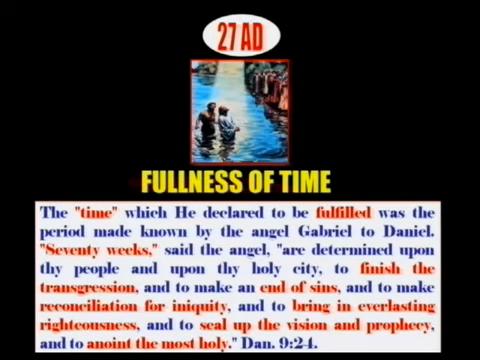 27 AD
FULLNESS OF TIME
The "time" which He declared to be fulfilled was the
period made known by the angel Gabriel to Daniel.
"Seventy weeks," said the angel, "are determined upon
thy people and upon thy holy city, to finish the
transgression, and to make an end of sins, and to make
reconciliation for iniquity, and to bring in everlasting
righteousness, and to seal up the vision and prophecy,
and to anoint the most holy." Dan. 9:24.